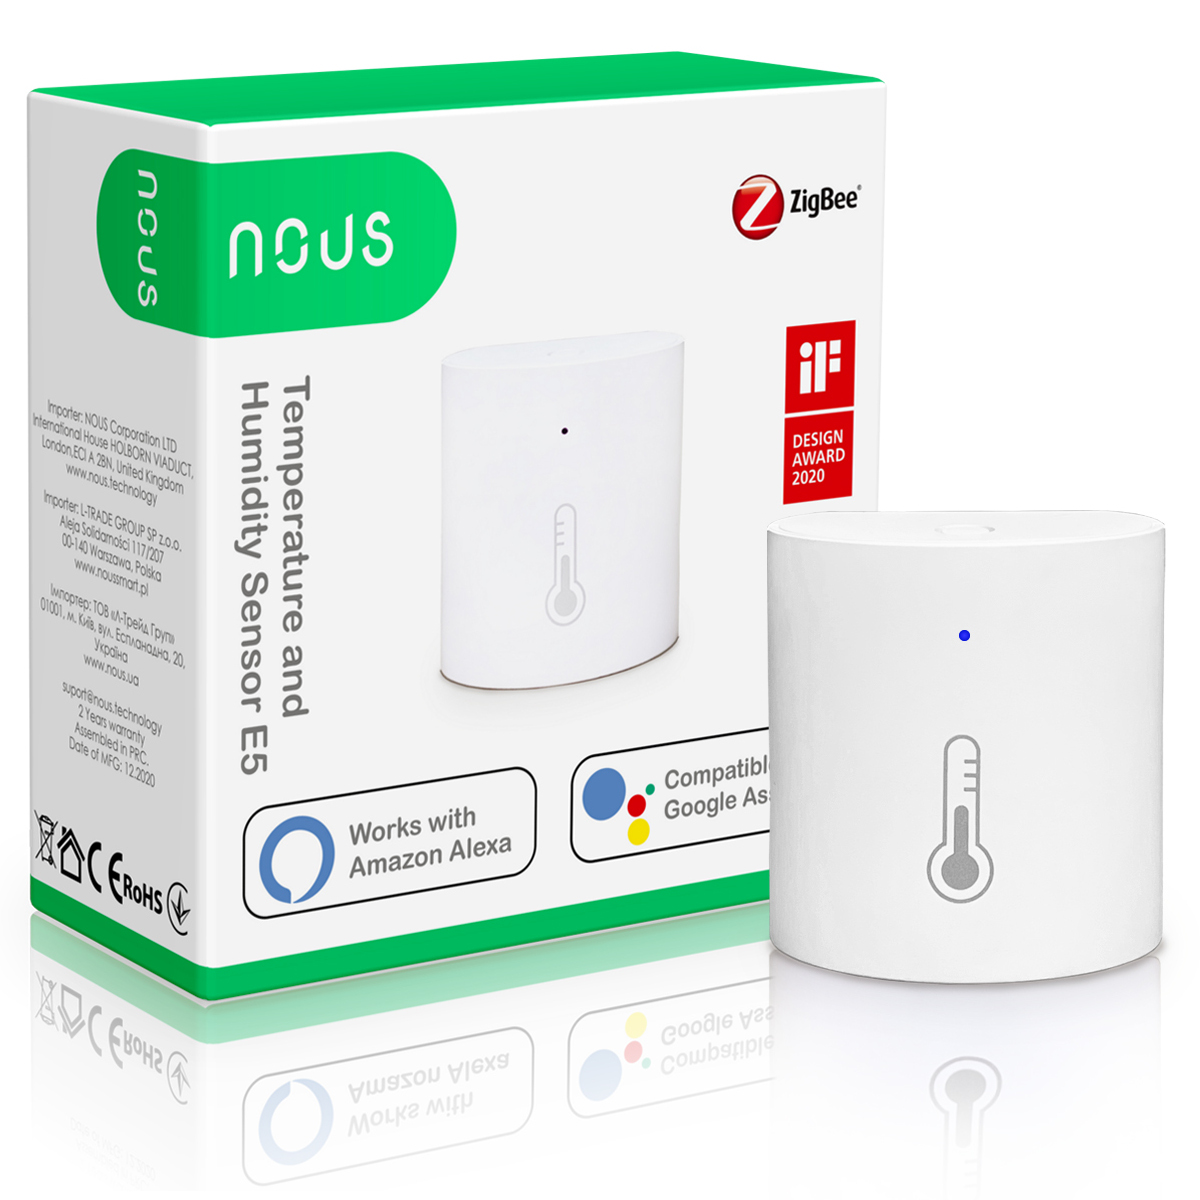 nous
nous
ZigBee®
iF
DESIGN
AWARD
2020
Temperature and
Humidity Sensor E5
Works with
Amazon Alexa
Compatible
Google Ass
Importer: NOUS Corporation LTD
International House HOLBORN VIADUCT,
London,EC1 A 2BN, United Kingdom
www.nous.technology
Importer: L-TRADE GROUP SP z.o.o.
Aleja Solidarności 117/207
00-140 Warszawa, Polska
www.noussmart.pl
Імпортер: ТОВ «Л-Трейд Груп»
01001, м. Київ, вул. Еспланадна, 20,
Україна
www.nous.ua
suport@nous.technology
2 Years warranty
Assembled in PRC.
Date of MFG: 12.2020
CE RoHS